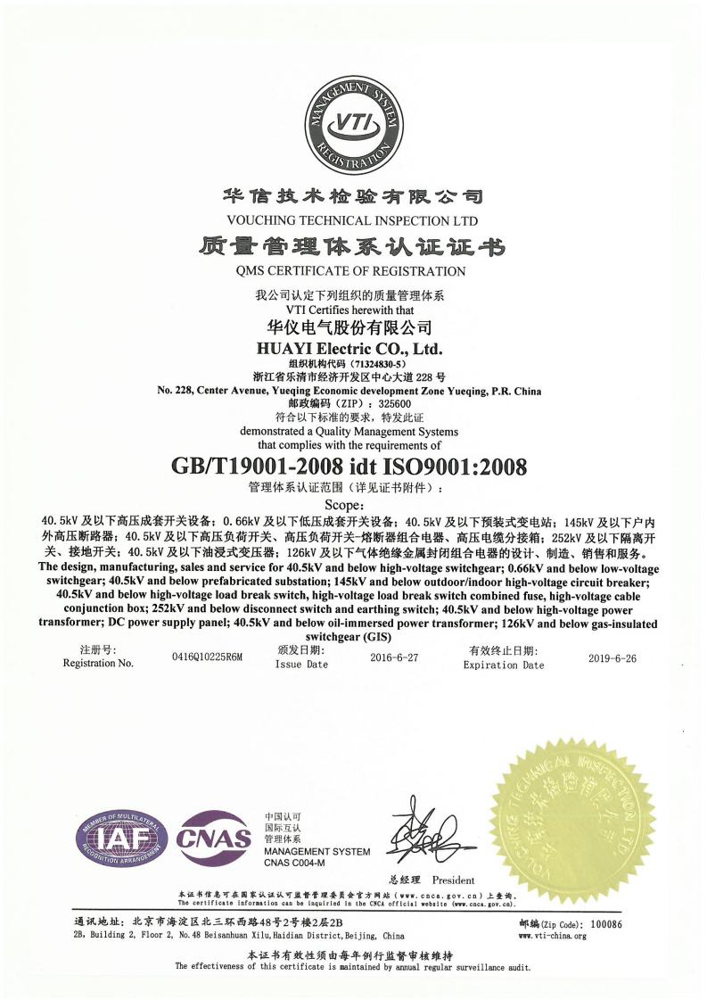 MANAGEMENT SYSTEM
VTI
REGISTRATION
华信技术检验有限公司
VOUCHING TECHNICAL INSPECTION LTD
质量管理体系认证证书
QMS CERTIFICATE OF REGISTRATION
我公司认定下列组织的质量管理体系
VTI Certifies herewith that
华仪电气股份有限公司
HUAYI Electric CO., Ltd.
组织机构代码（71324830-5）
浙江省乐清市经济开发区中心大道 228 号
No. 228, Center Avenue, Yueqing Economic development Zone Yueqing, P.R. China
邮政编码（ZIP）: 325600
符合以下标准的要求，特发此证
demonstrated a Quality Management Systems
that complies with the requirements of
GB/T19001-2008 idt ISO9001:2008
管理体系认证范围（详见证书附件）:
Scope:
40.5kV 及以下高压成套开关设备；0.66kV 及以下低压成套开关设备；40.5kV 及以下预装式变电站；145kV 及以下户内
外高压断路器；40.5kV 及以下高压负荷开关、高压负荷开关-熔断器组合电器、高压电缆分接箱；252kV 及以下隔离开
关、接地开关；40.5kV 及以下油浸式变压器；126kV 及以下气体绝缘金属封闭组合电器的设计、制造、销售和服务。
The design, manufacturing, sales and service for 40.5kV and below high-voltage switchgear; 0.66kV and below low-voltage
switchgear; 40.5kV and below prefabricated substation; 145kV and below outdoor/indoor high-voltage circuit breaker;
40.5kV and below high-voltage load break switch, high-voltage load break switch combined fuse, high-voltage cable
conjunction box; 252kV and below disconnect switch and earthing switch; 40.5kV and below high-voltage power
transformer; DC power supply panel; 40.5kV and below oil-immersed power transformer; 126kV and below gas-insulated
switchgear (GIS)
注册号: 0416Q10225R6M 颁发日期: 2016-6-27 有效终止日期: 2019-6-26
Registration No. Issue Date Expiration Date
MEMBER OF MULTILATERAL
IAF
RECOGNITION ARRANGEMENT
CNAS
中国认可
国际互认
管理体系
MANAGEMENT SYSTEM
CNAS C004-M
TECHNICAL INSPECTION LTD
总经理 President
本证书信息可在国家认证认可监督管理委员会官方网站（www.cnca.gov.cn）上查询。
The certificate information can be inquiried in the CNCA official website (www.cnca.gov.cn).
通讯地址: 北京市海淀区北三环西路48号2号楼2层2B 邮编(Zip Code): 100086
2B, Building 2, Floor 2, No.48 Beisanhuan Xilu,Haidian District,Beijing, China www.vti-china.org
本证书有效性须由每年例行监督审核维持
The effectiveness of this certificate is maintained by annual regular surveillance audit.